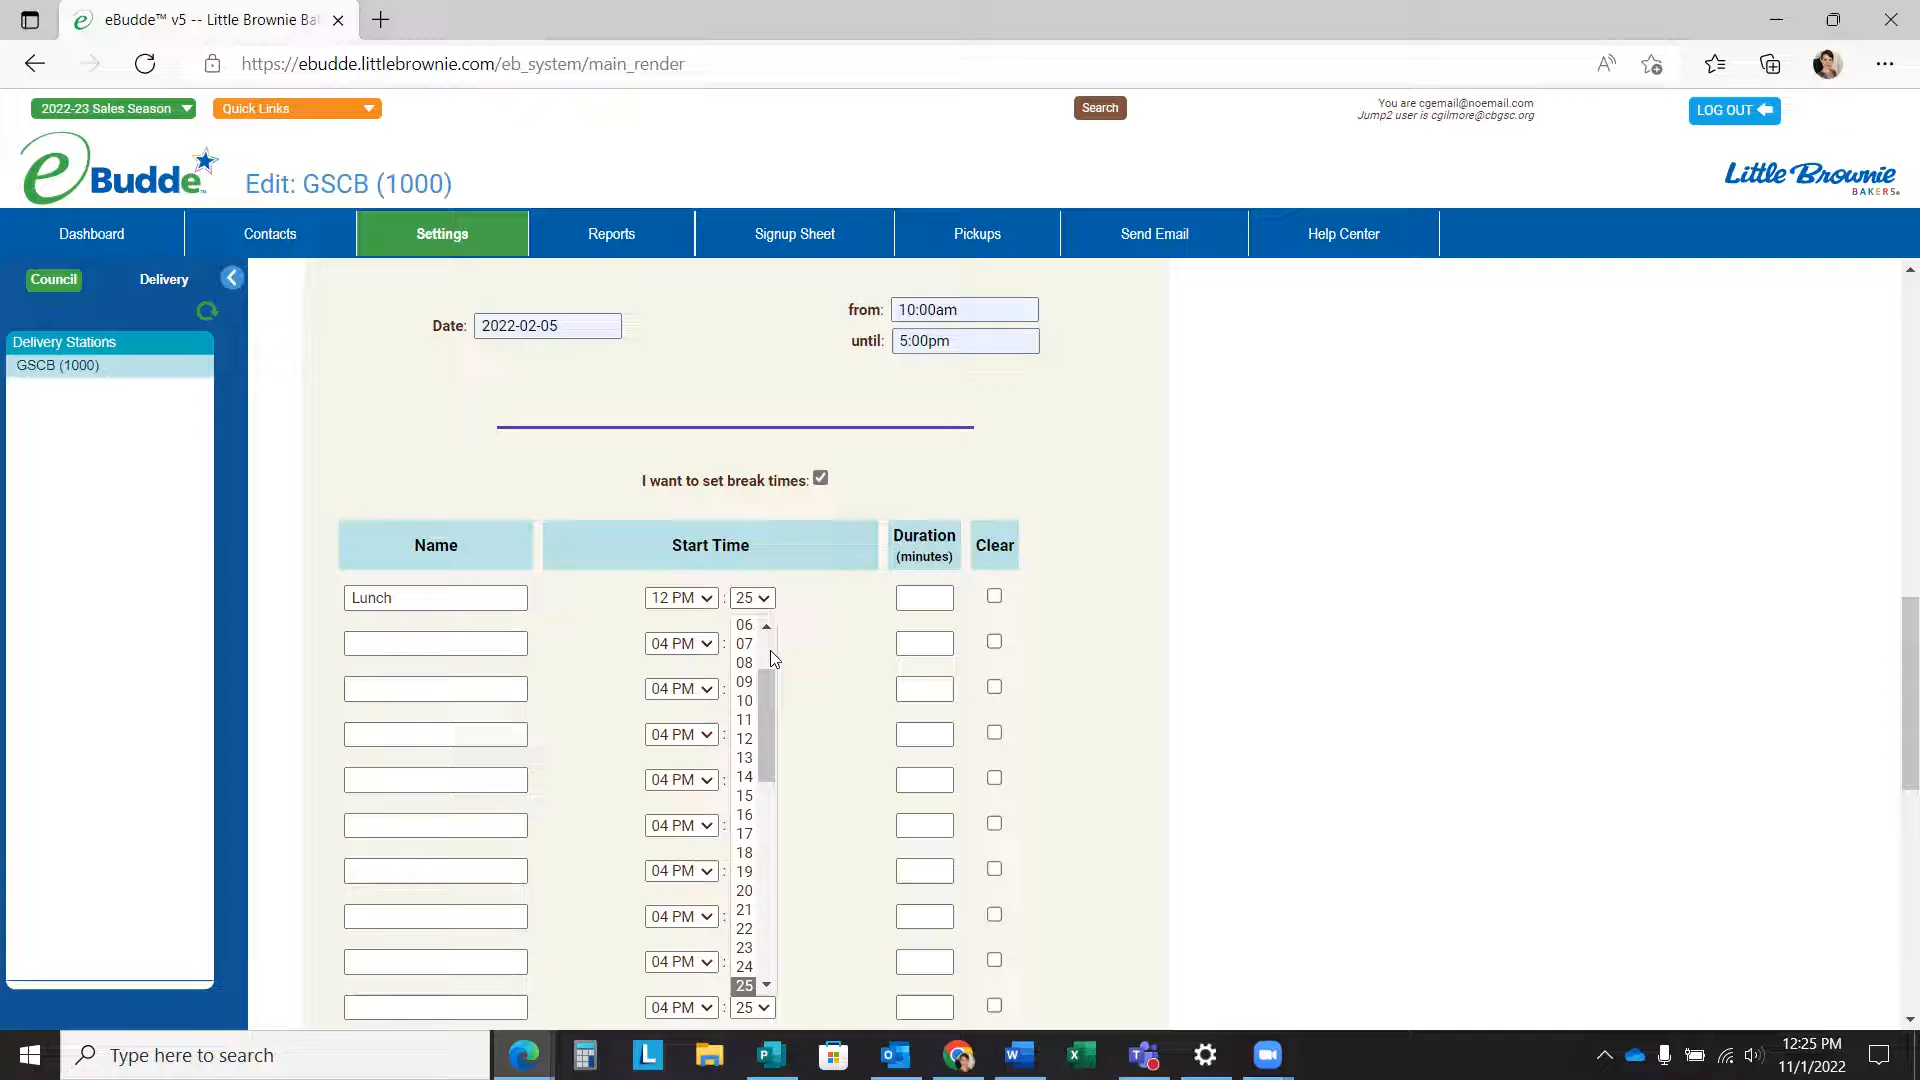 eBudde™ v5 -- Little Brownie Ba
https://ebudde.littlebrownie.com/eb_system/main_render
2022-23 Sales Season
Quick Links
Search
You are cgemail@noemail.com
Jump2 user is cgilmore@cbgsc.org
LOG OUT
eBudde™
Edit: GSCB (1000)
Little Brownie
BAKERS®
Dashboard
Contacts
Settings
Reports
Signup Sheet
Pickups
Send Email
Help Center
Council
Delivery
Delivery Stations
GSCB (1000)
Date: 2022-02-05
from: 10:00am
until: 5:00pm
I want to set break times:
Name
Start Time
Duration
(minutes)
Clear
Lunch
12 PM : 25
04 PM :
04 PM :
04 PM :
04 PM :
04 PM :
04 PM :
04 PM :
04 PM :
04 PM : 25
06
07
08
09
10
11
12
13
14
15
16
17
18
19
20
21
22
23
24
25
Type here to search
12:25 PM
11/1/2022